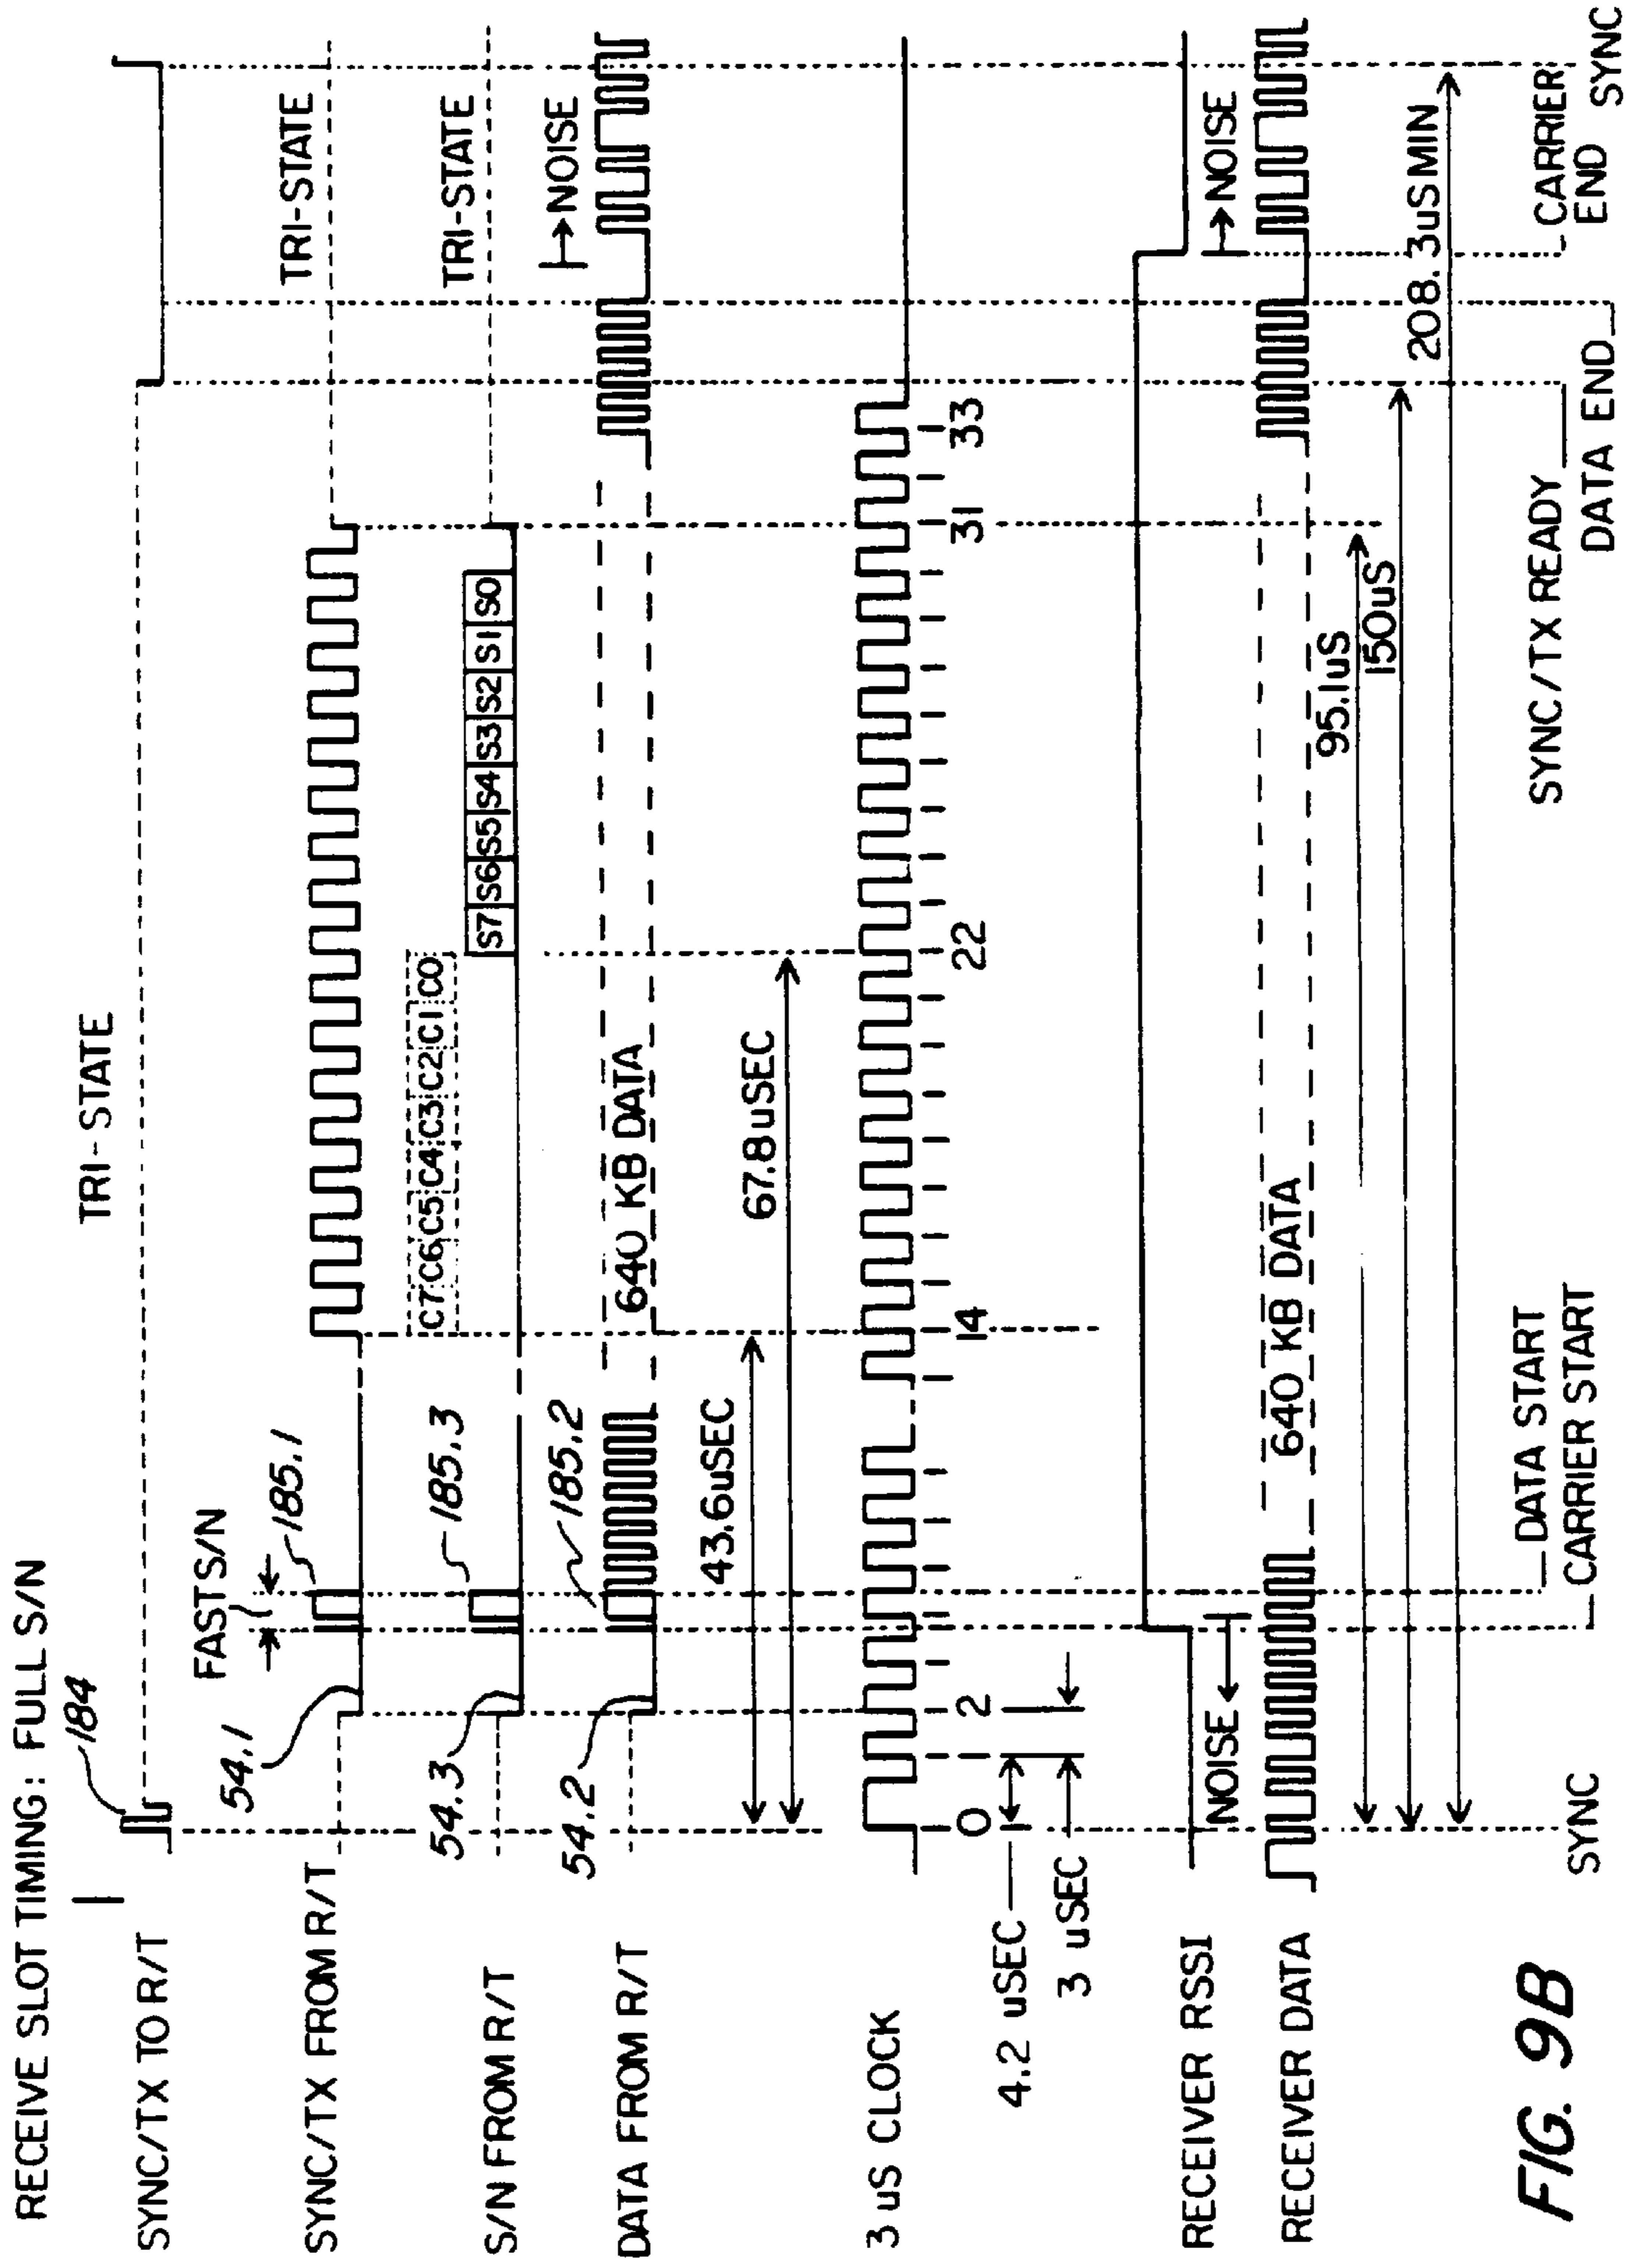 RECEIVE SLOT TIMING: FULL S/N
184
SYNC/TX TO R/T
TRI-STATE
FAST S/N
185.1
54.1
SYNC/TX FROM R/T
TRI-STATE
C7 C6 C5 C4 C3 C2 C1 C0
185.3
54.3
S/N FROM R/T
S7 S6 S5 S4 S3 S2 S1 S0
TRI-STATE
185.2
54.2
DATA FROM R/T
640 KB DATA
NOISE
43.6uSEC
67.8uSEC
3 uS CLOCK
0 2 14 22 31 33
4.2 uSEC
3 uSEC
RECEIVER RSSI
NOISE
NOISE
RECEIVER DATA
640 KB DATA
95.1uS
150uS
208.3uS MIN
SYNC
DATA START
CARRIER START
SYNC/TX READY
DATA END
CARRIER
END
SYNC
FIG. 9B